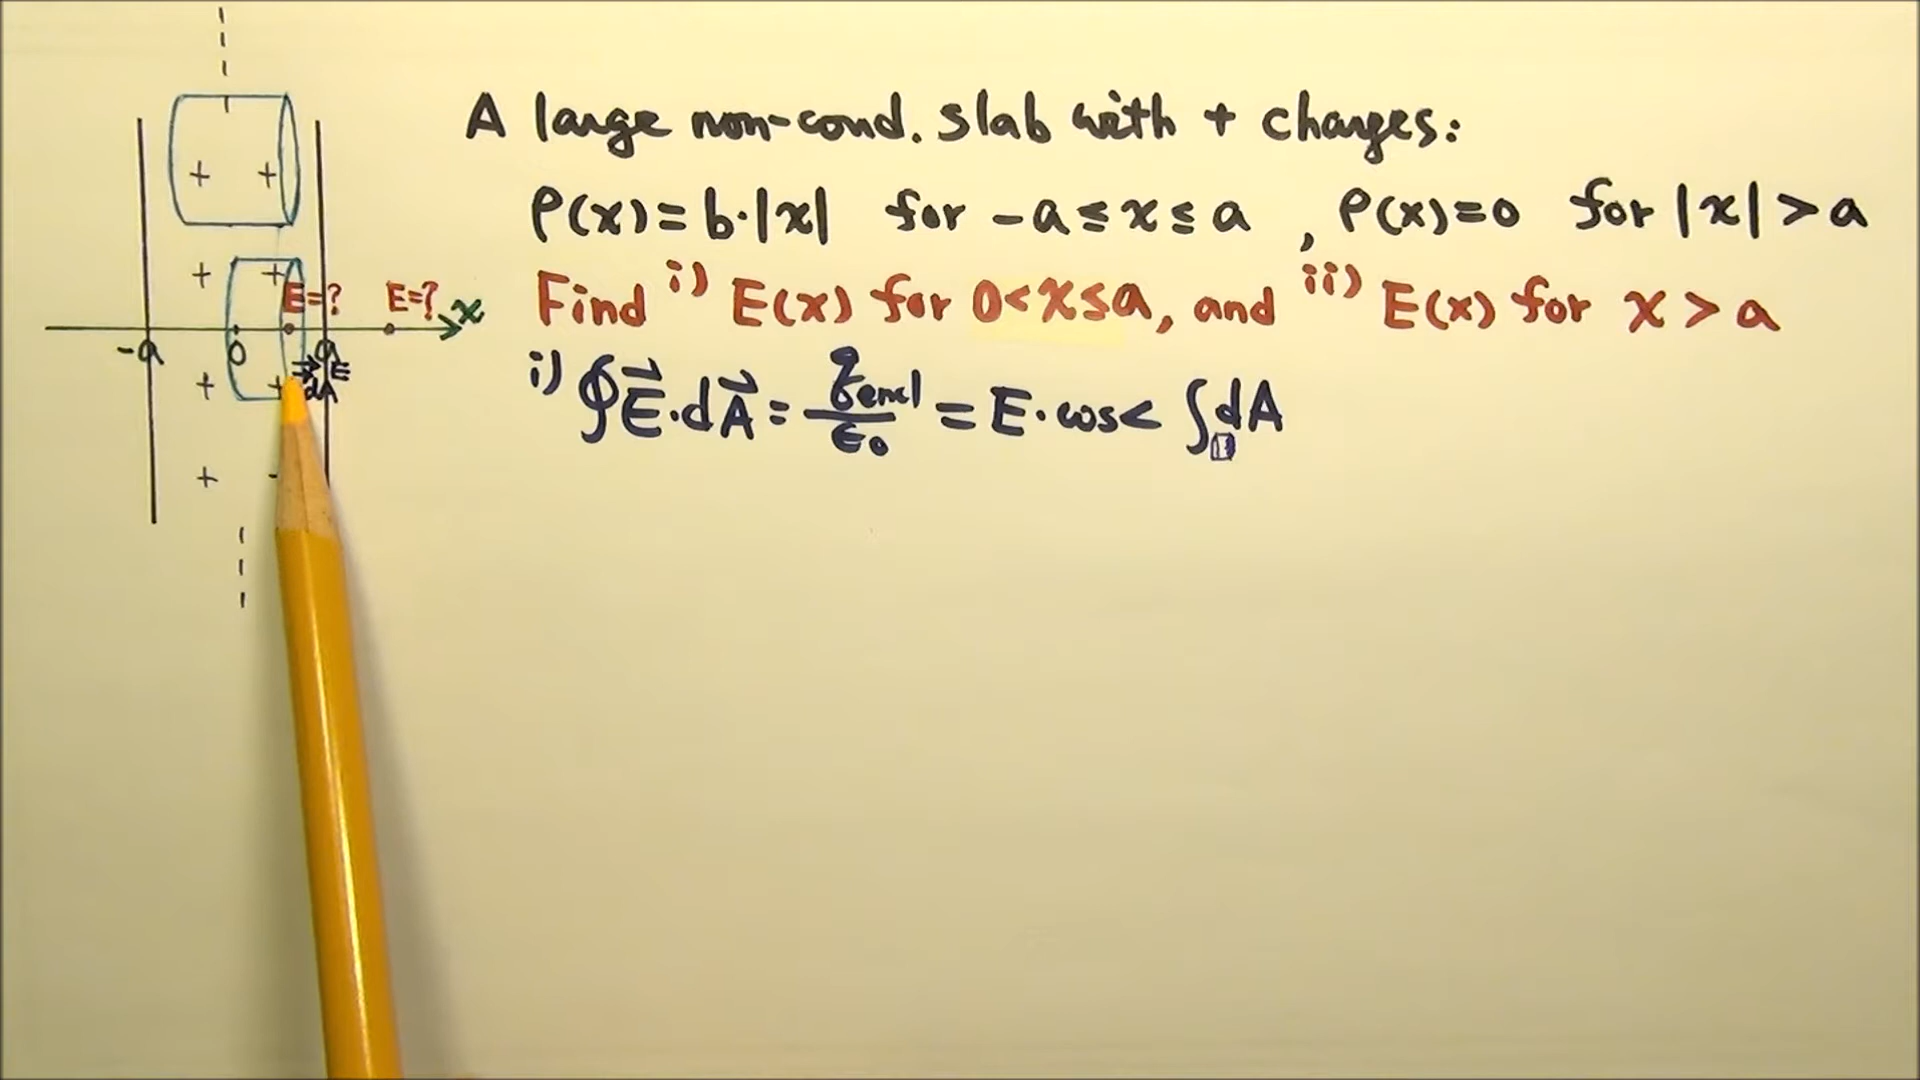 A large non-cond. slab with + charges:
ρ(x) = b·|x| for -a ≤ x ≤ a , ρ(x)=0 for |x| > a
Find i) E(x) for 0<x≤a, and ii) E(x) for x > a
i) ∮E⃗·dA⃗ = q_encl/ε₀ = E·cos< ∫dA
+ +
+ +
E=? E=? x
-a 0 a
E⃗
+ + dA⃗
+ -